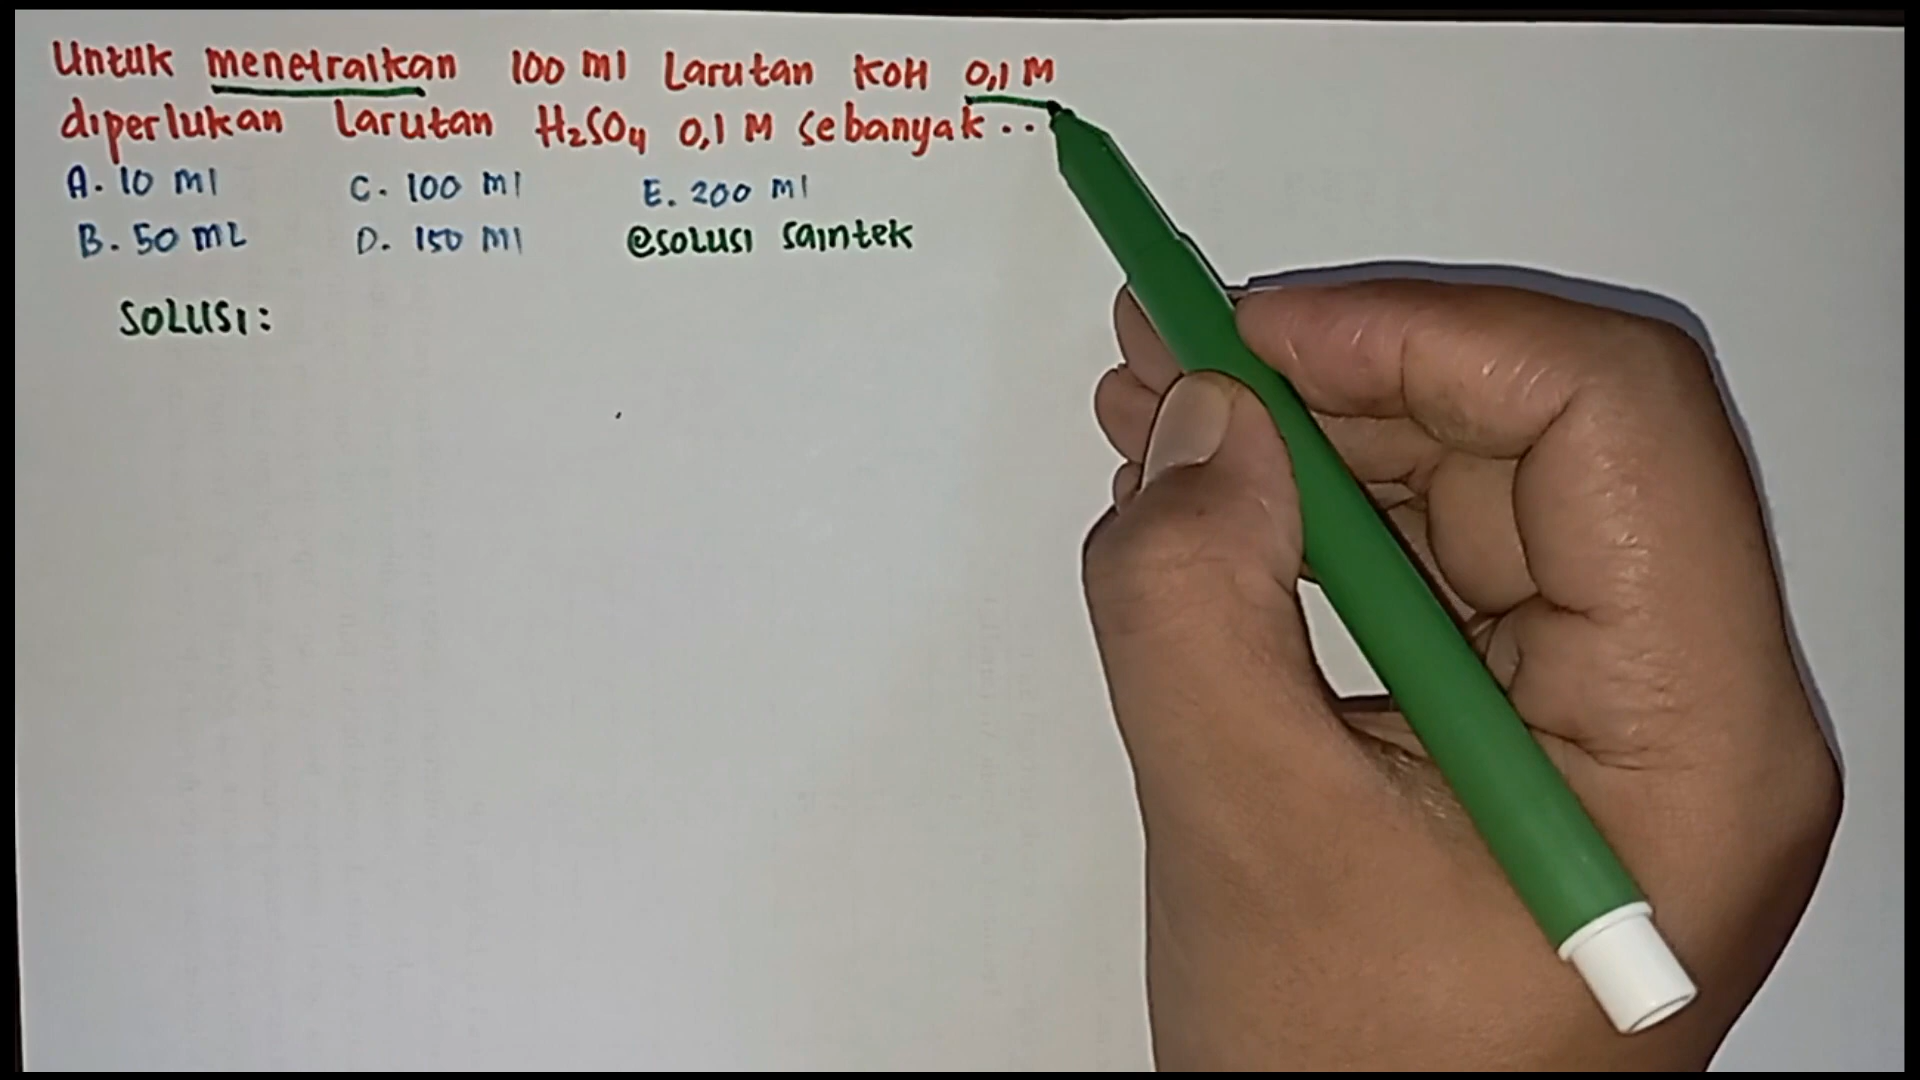 Untuk menetralkan 100 ml Larutan KOH 0,1 M
diperlukan Larutan H₂SO₄ 0,1 M sebanyak ...
A. 10 ml C. 100 ml E. 200 ml
B. 50 mL D. 150 ml @solusi saintek
SOLUSI: